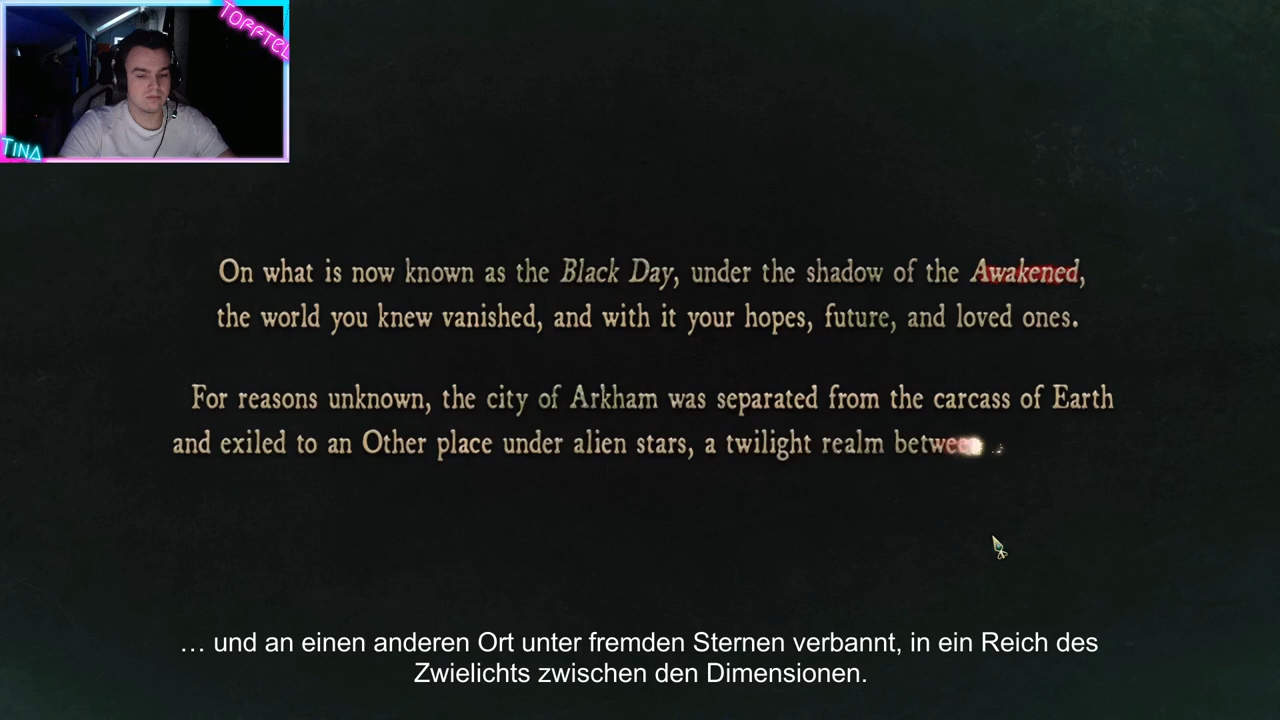 TOFFTEL
TINA
On what is now known as the Black Day, under the shadow of the Awakened,
the world you knew vanished, and with it your hopes, future, and loved ones.
For reasons unknown, the city of Arkham was separated from the carcass of Earth
and exiled to an Other place under alien stars, a twilight realm between
… und an einen anderen Ort unter fremden Sternen verbannt, in ein Reich des
Zwielichts zwischen den Dimensionen.